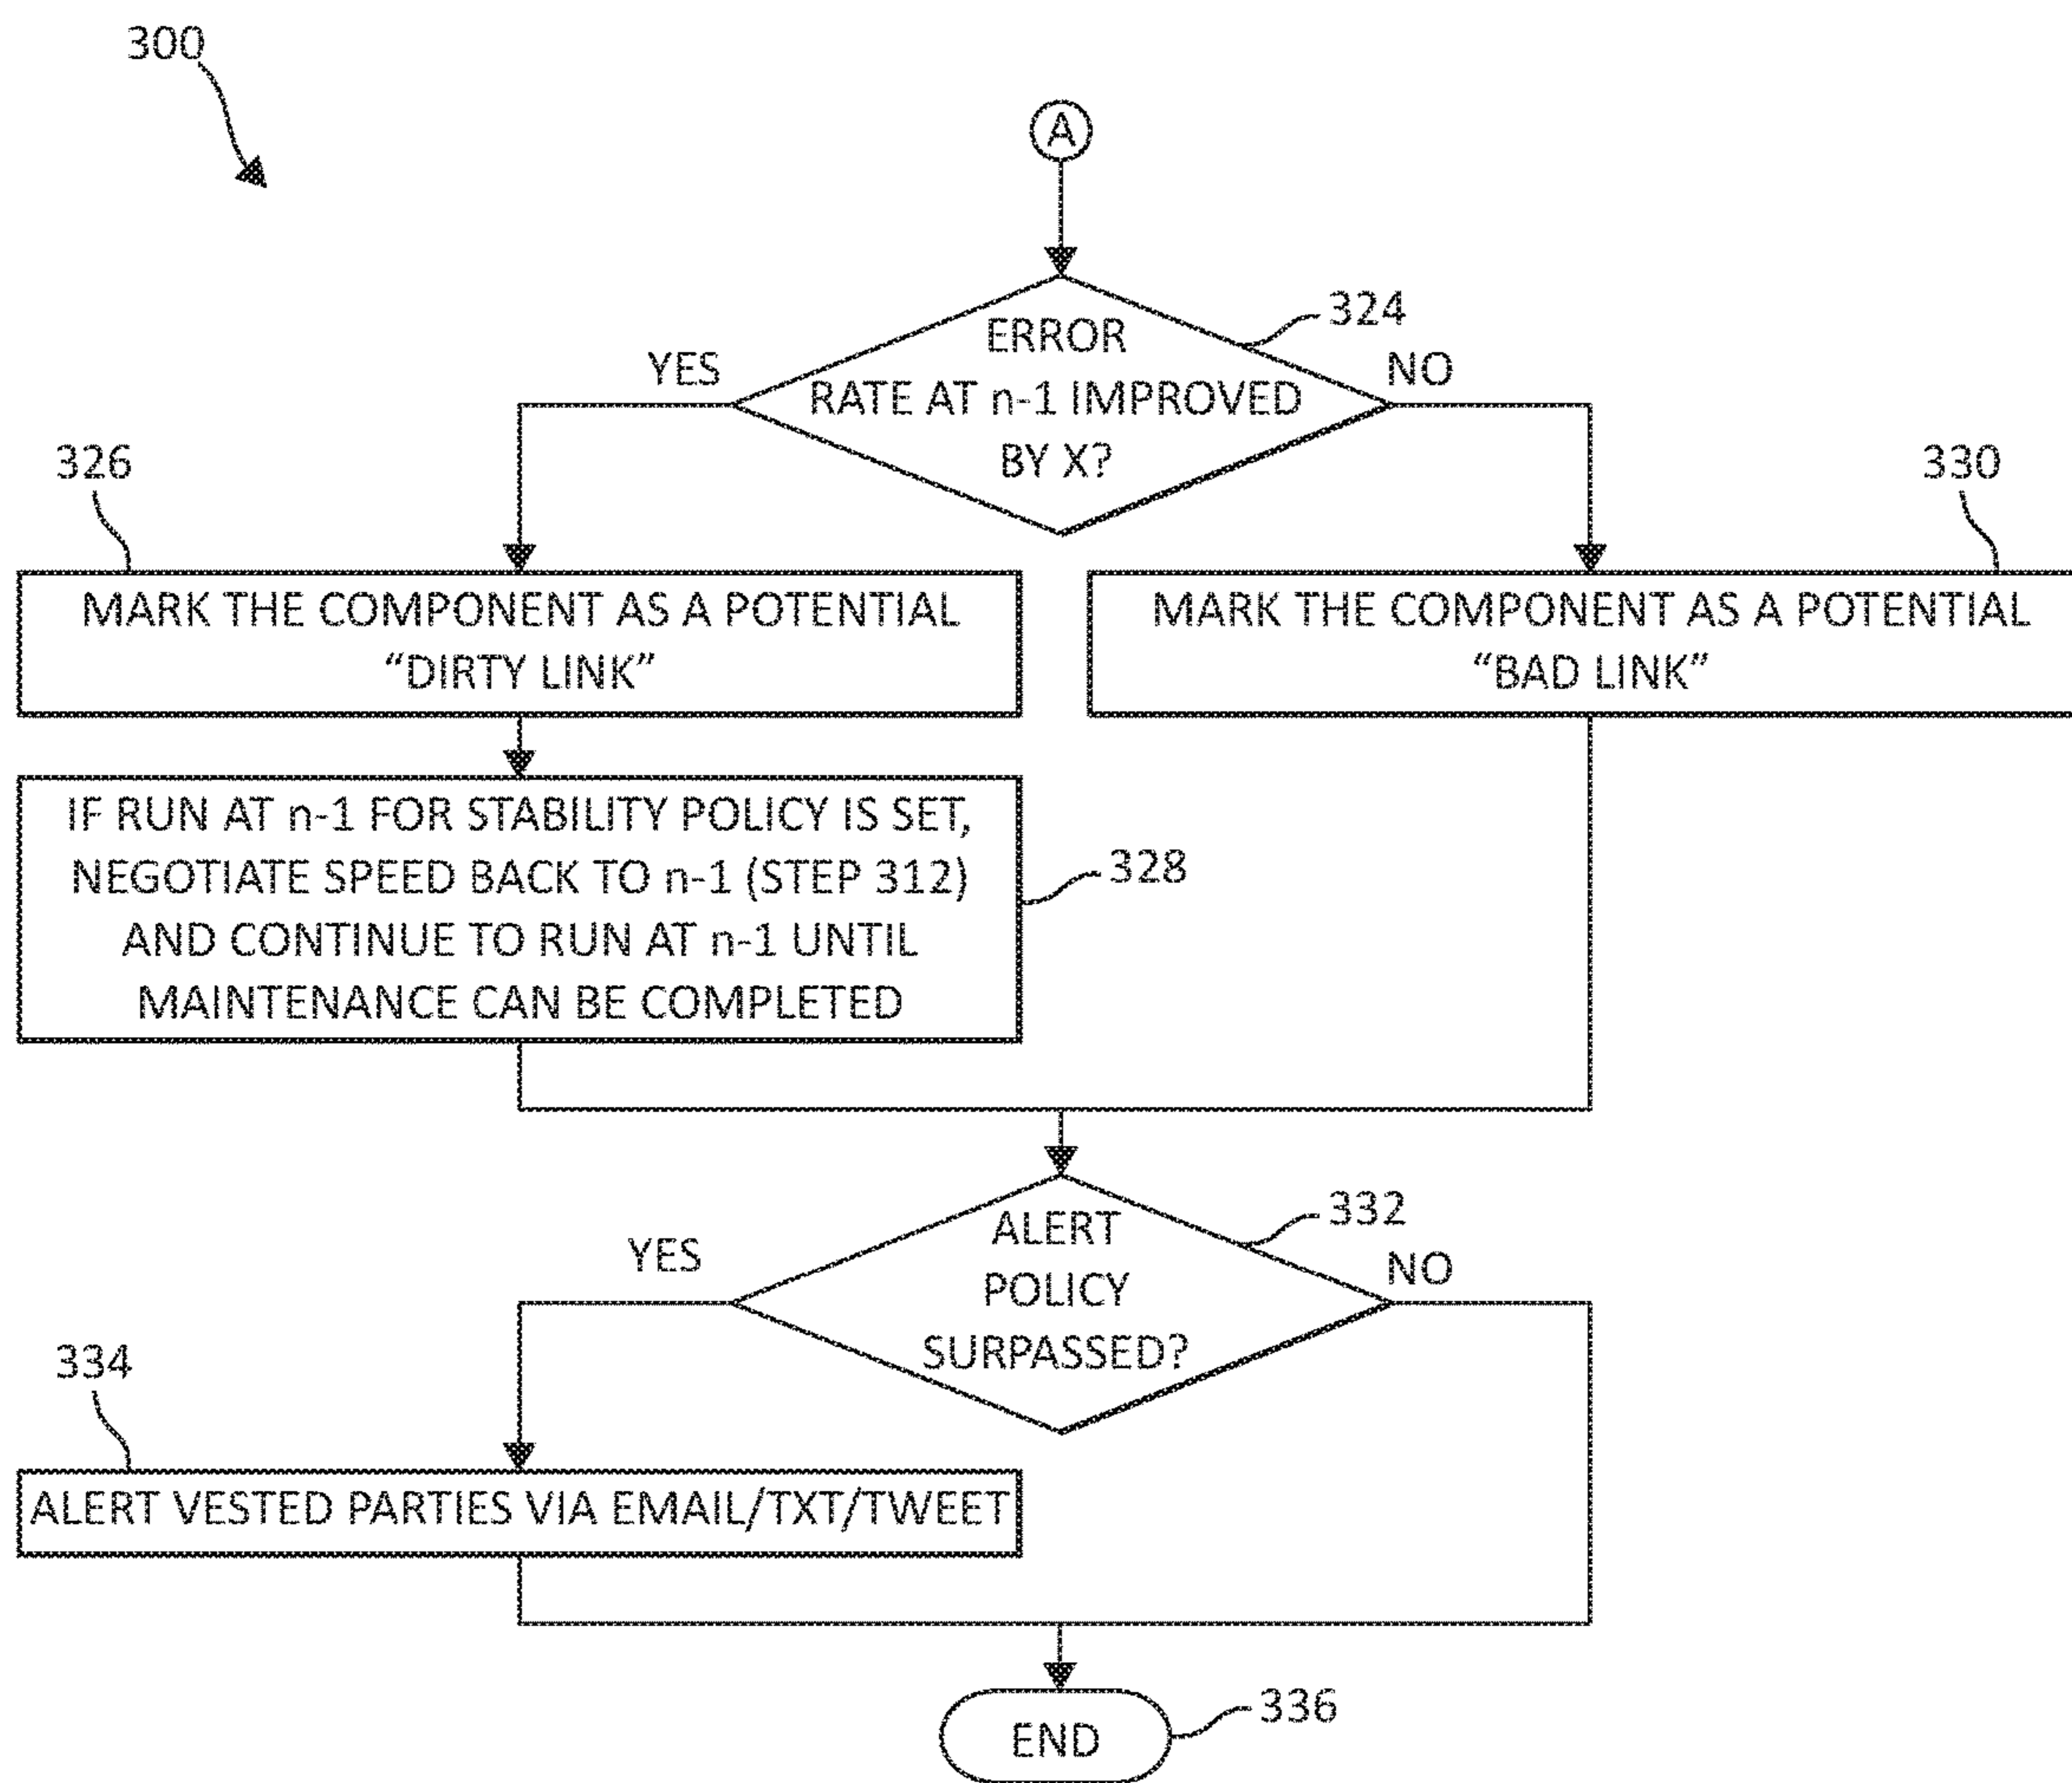 300
A
324
ERROR
RATE AT n-1 IMPROVED
BY X?
YES
NO
326
330
MARK THE COMPONENT AS A POTENTIAL
“DIRTY LINK”
MARK THE COMPONENT AS A POTENTIAL
“BAD LINK”
IF RUN AT n-1 FOR STABILITY POLICY IS SET,
NEGOTIATE SPEED BACK TO n-1 (STEP 312)
AND CONTINUE TO RUN AT n-1 UNTIL
MAINTENANCE CAN BE COMPLETED
328
332
ALERT
POLICY
SURPASSED?
YES
NO
334
ALERT VESTED PARTIES VIA EMAIL/TXT/TWEET
END
336